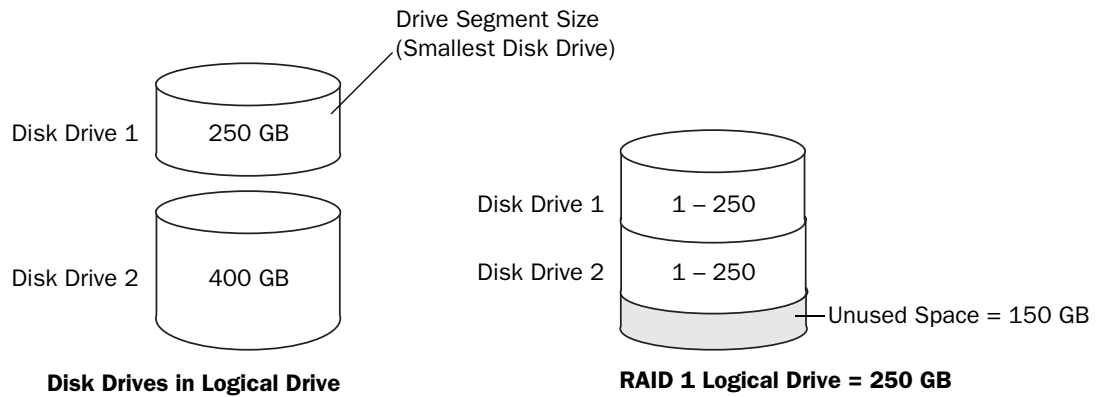 Drive Segment Size
(Smallest Disk Drive)
Disk Drive 1
250 GB
Disk Drive 2
400 GB
Disk Drives in Logical Drive
Disk Drive 1
1 – 250
Disk Drive 2
1 – 250
Unused Space = 150 GB
RAID 1 Logical Drive = 250 GB